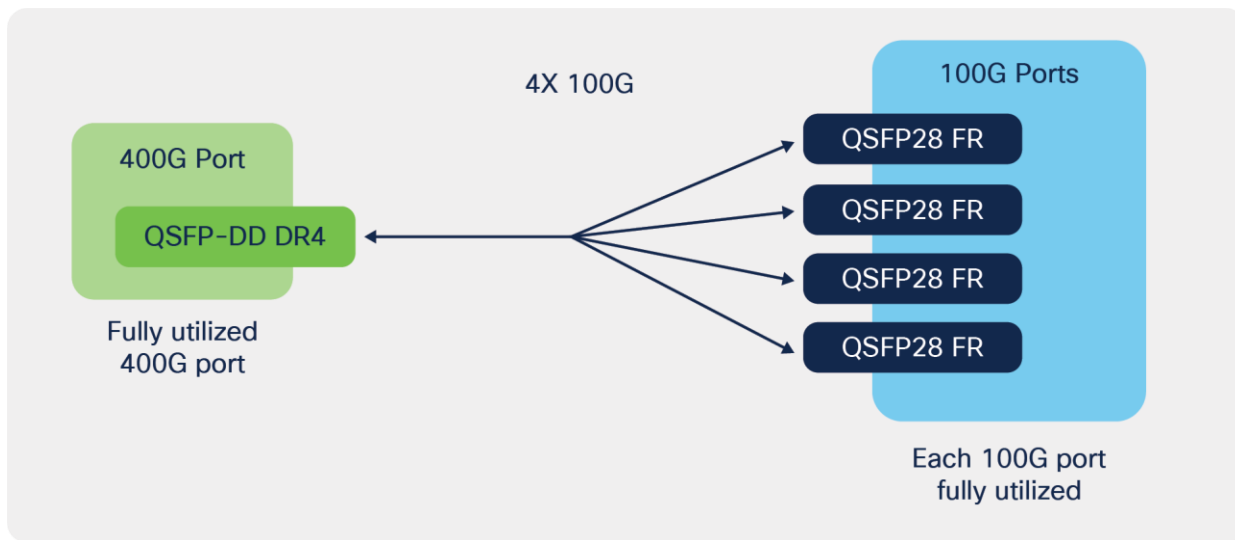 4X 100G
400G Port
QSFP-DD DR4
Fully utilized
400G port
100G Ports
QSFP28 FR
QSFP28 FR
QSFP28 FR
QSFP28 FR
Each 100G port
fully utilized